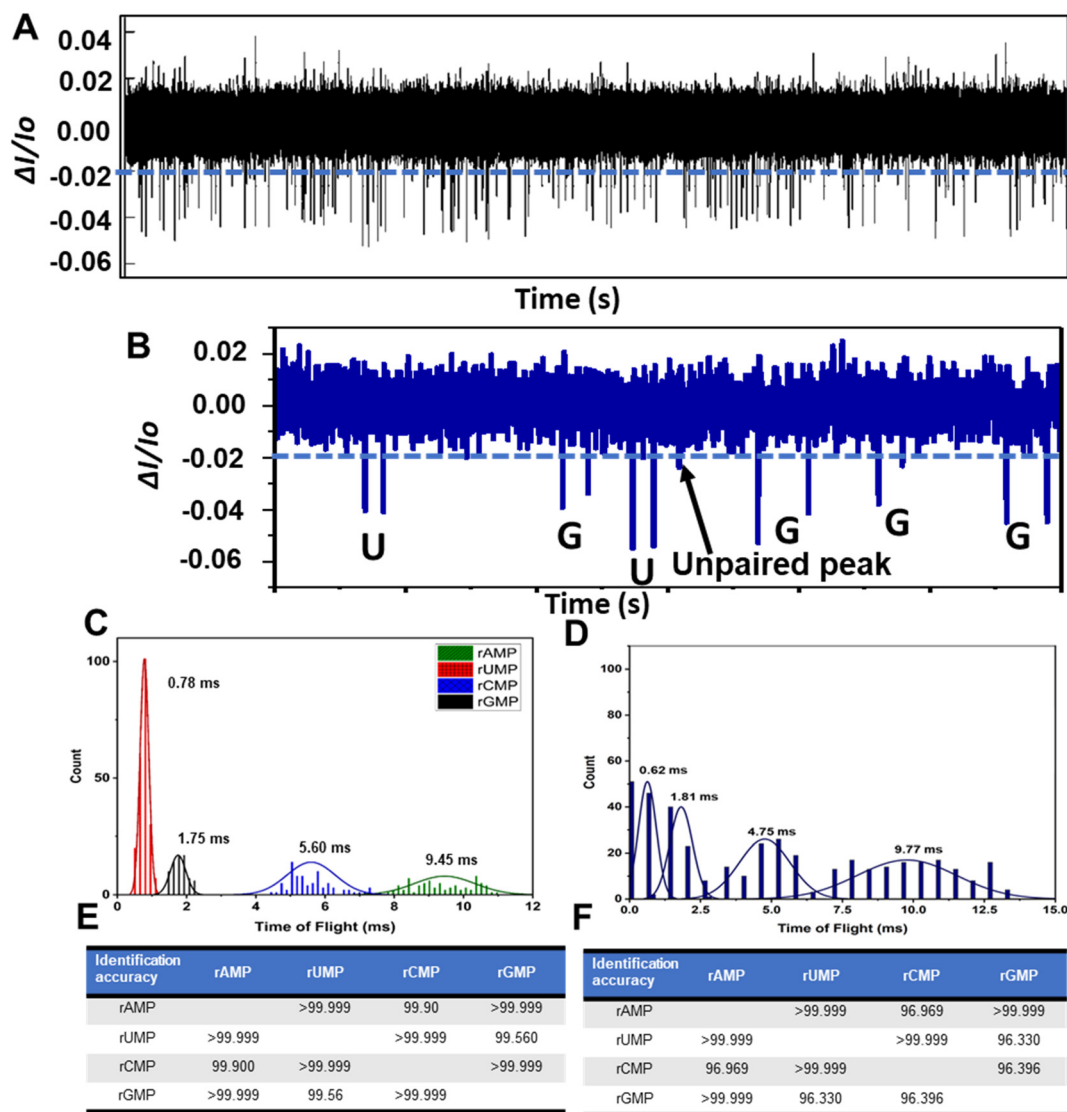 A
0.04
0.02
0.00
-0.02
-0.04
-0.06
ΔI/Io
Time (s)
B
0.02
0.00
-0.02
-0.04
-0.06
ΔI/Io
U
G
U
Unpaired peak
G
G
G
Time (s)
C
100
50
0
Count
0.78 ms
1.75 ms
5.60 ms
9.45 ms
rAMP
rUMP
rCMP
rGMP
0 2 4 6 8 10 12
Time of Flight (ms)
D
100
80
60
40
20
0
Count
0.62 ms
1.81 ms
4.75 ms
9.77 ms
0.0 2.5 5.0 7.5 10.0 12.5 15.0
Time of Flight (ms)
E
Identification accuracy rAMP rUMP rCMP rGMP
rAMP >99.999 99.90 >99.999
rUMP >99.999 >99.999 99.560
rCMP 99.900 >99.999 >99.999
rGMP >99.999 99.56 >99.999
F
Identification accuracy rAMP rUMP rCMP rGMP
rAMP >99.999 96.969 >99.999
rUMP >99.999 >99.999 96.330
rCMP 96.969 >99.999 96.396
rGMP >99.999 96.330 96.396